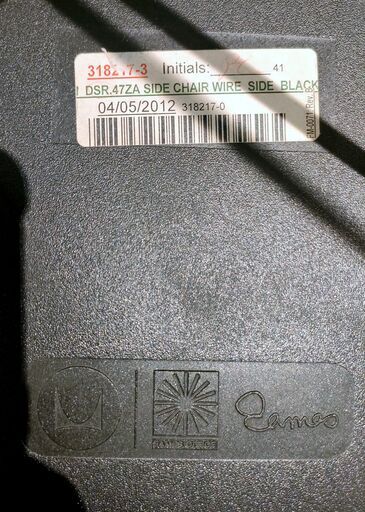 318217-3 Initials: 41
DSR.47ZA SIDE CHAIR WIRE SIDE BLACK
04/05/2012 318217-0
Eames